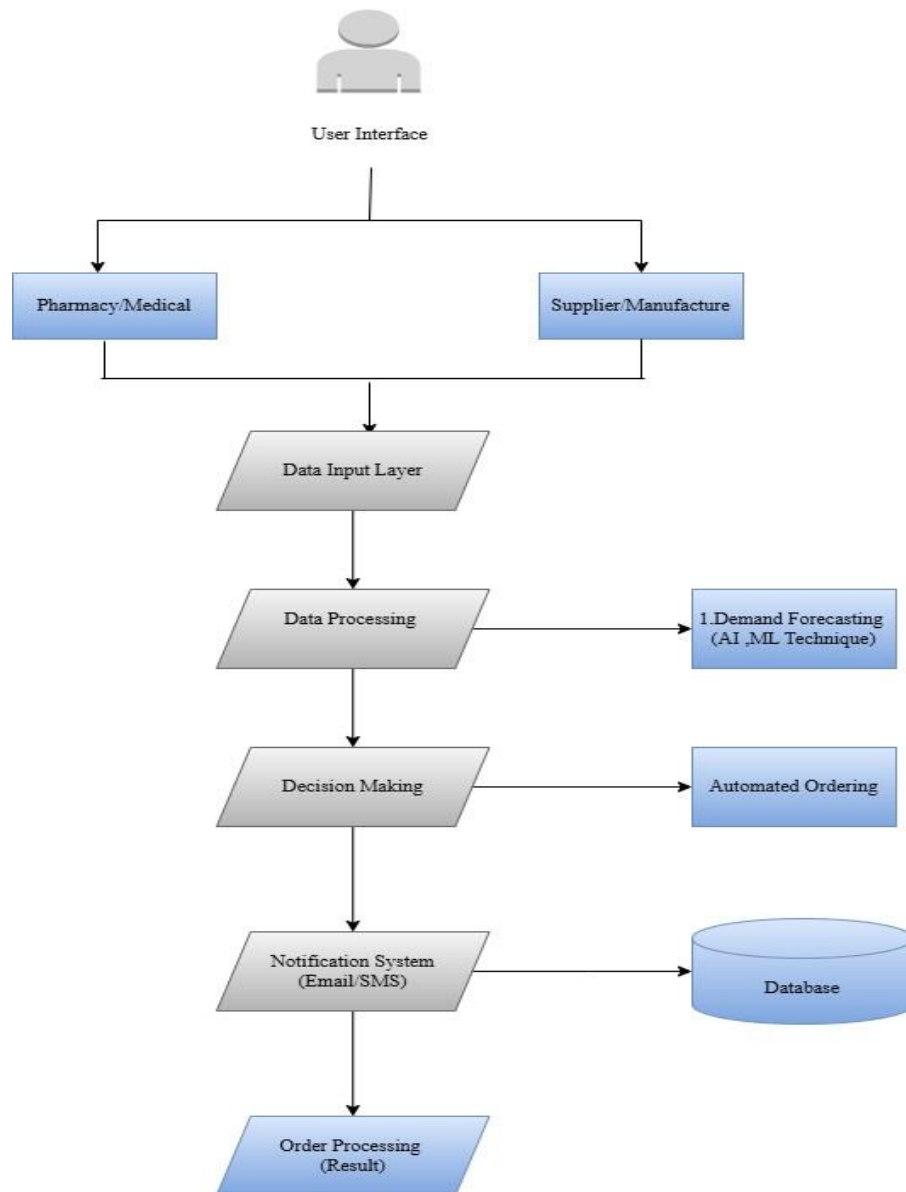 User Interface
Pharmacy/Medical
Supplier/Manufacture
Data Input Layer
Data Processing
1.Demand Forecasting
(AI ,ML Technique)
Decision Making
Automated Ordering
Notification System
(Email/SMS)
Database
Order Processing
(Result)